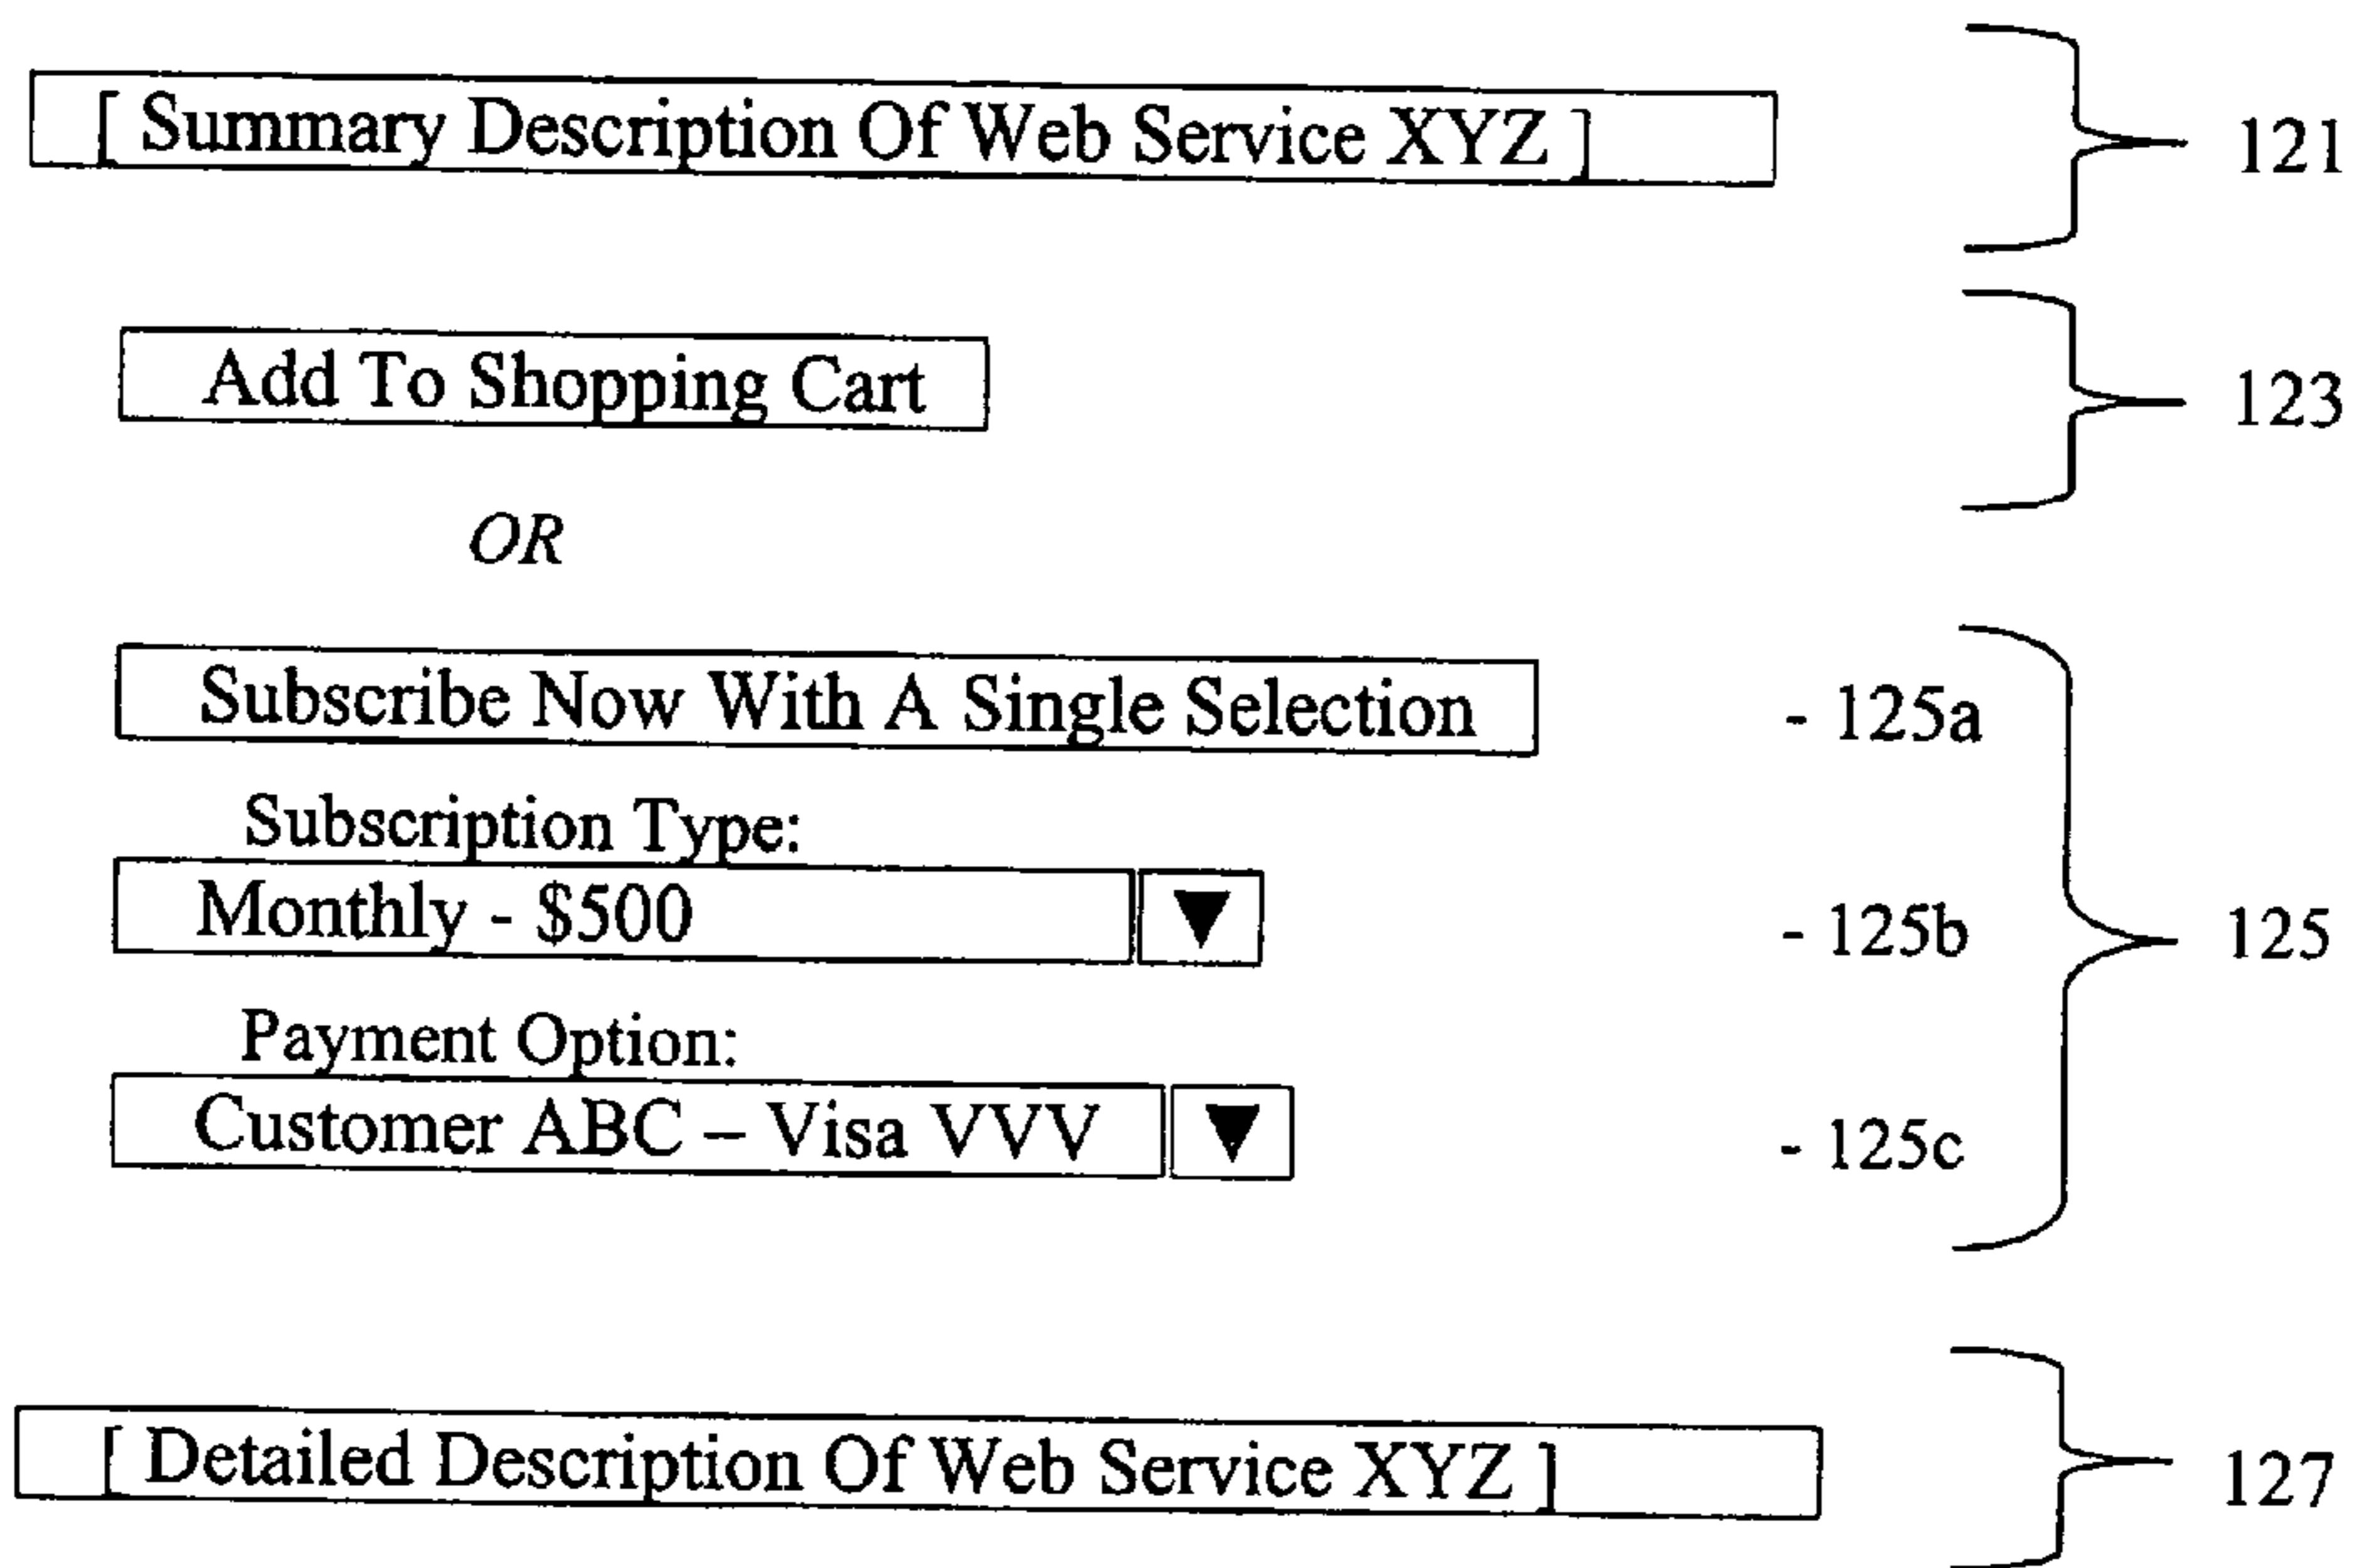 [ Summary Description Of Web Service XYZ ] 121
Add To Shopping Cart 123
OR
Subscribe Now With A Single Selection - 125a
Subscription Type:
Monthly - $500 - 125b 125
Payment Option:
Customer ABC – Visa VVV - 125c
[ Detailed Description Of Web Service XYZ ] 127